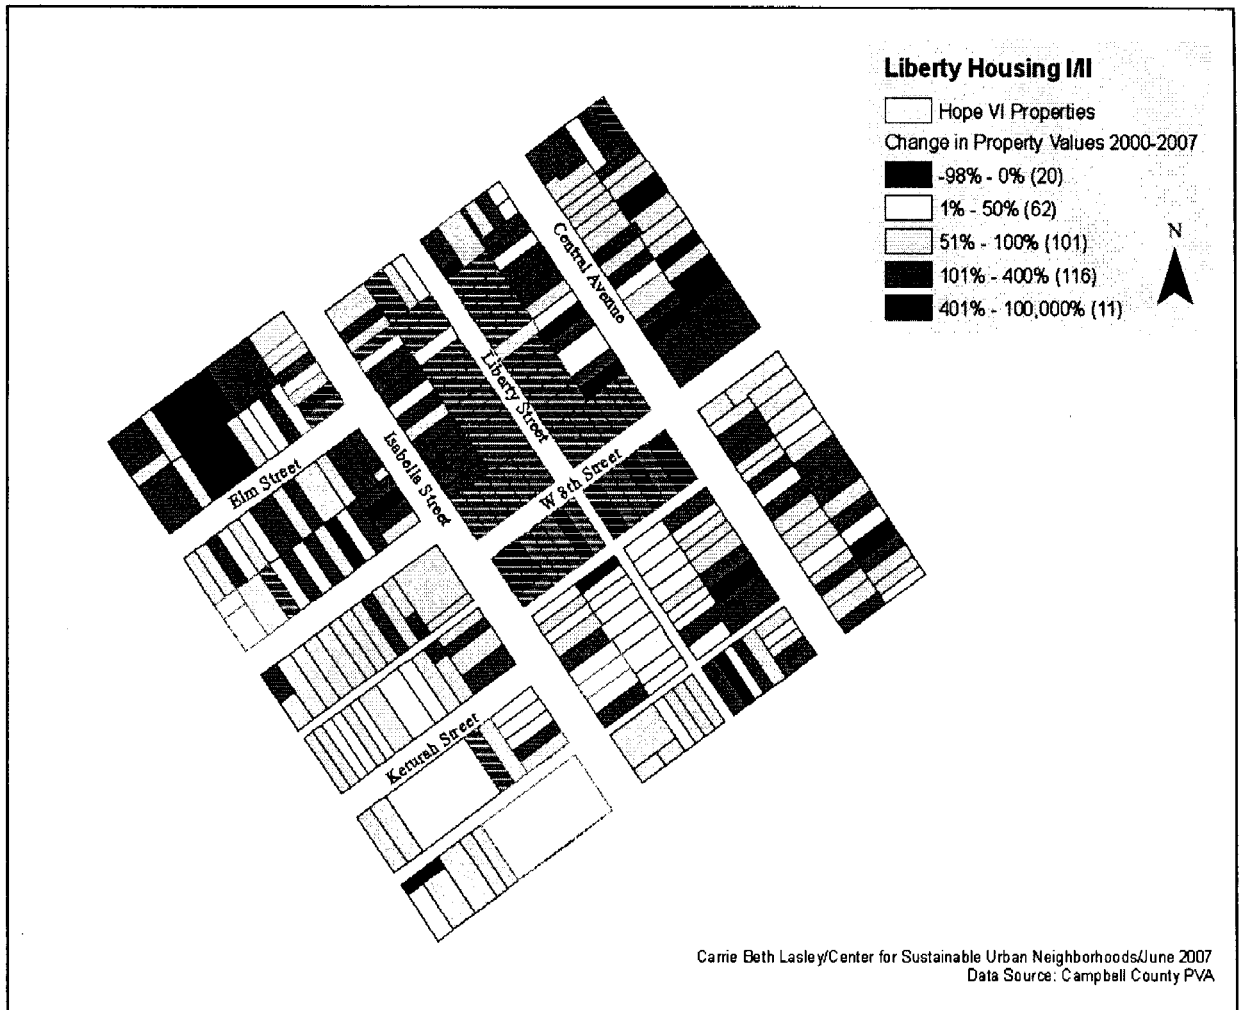 Liberty Housing I/II
Hope VI Properties
Change in Property Values 2000-2007
-98% - 0% (20)
1% - 50% (62)
51% - 100% (101)
101% - 400% (116)
401% - 100,000% (11)
N
Central Avenue
Liberty Street
Isabella Street
W 8th Street
Elm Street
Keturah Street
Carrie Beth Lasley/Center for Sustainable Urban Neighborhoods/June 2007
Data Source: Campbell County PVA